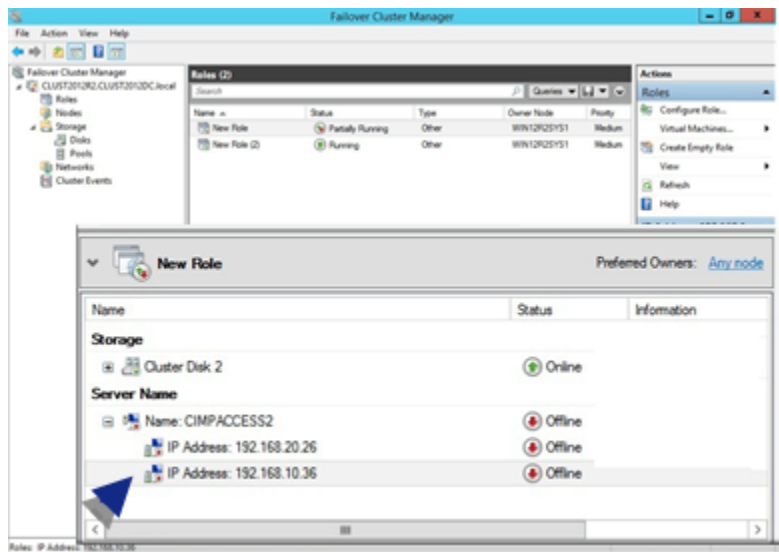 Failover Cluster Manager
File Action View Help
Failover Cluster Manager
CLUST2012R2.CLUST2012DC.local
Roles
Nodes
Storage
Disks
Pools
Networks
Cluster Events
Roles (2)
Search
Queries
Name Status Type Owner Node Priority
New Role Partially Running Other WIN12R2SYS1 Medium
New Role (2) Running Other WIN12R2SYS1 Medium
Actions
Roles
Configure Role...
Virtual Machines...
Create Empty Role
View
Refresh
Help
New Role Preferred Owners: Any node
Name Status Information
Storage
Cluster Disk 2 Online
Server Name
Name: CIMPACCESS2 Offline
IP Address: 192.168.20.26 Offline
IP Address: 192.168.10.36 Offline
Roles: IP Address: 192.168.10.36